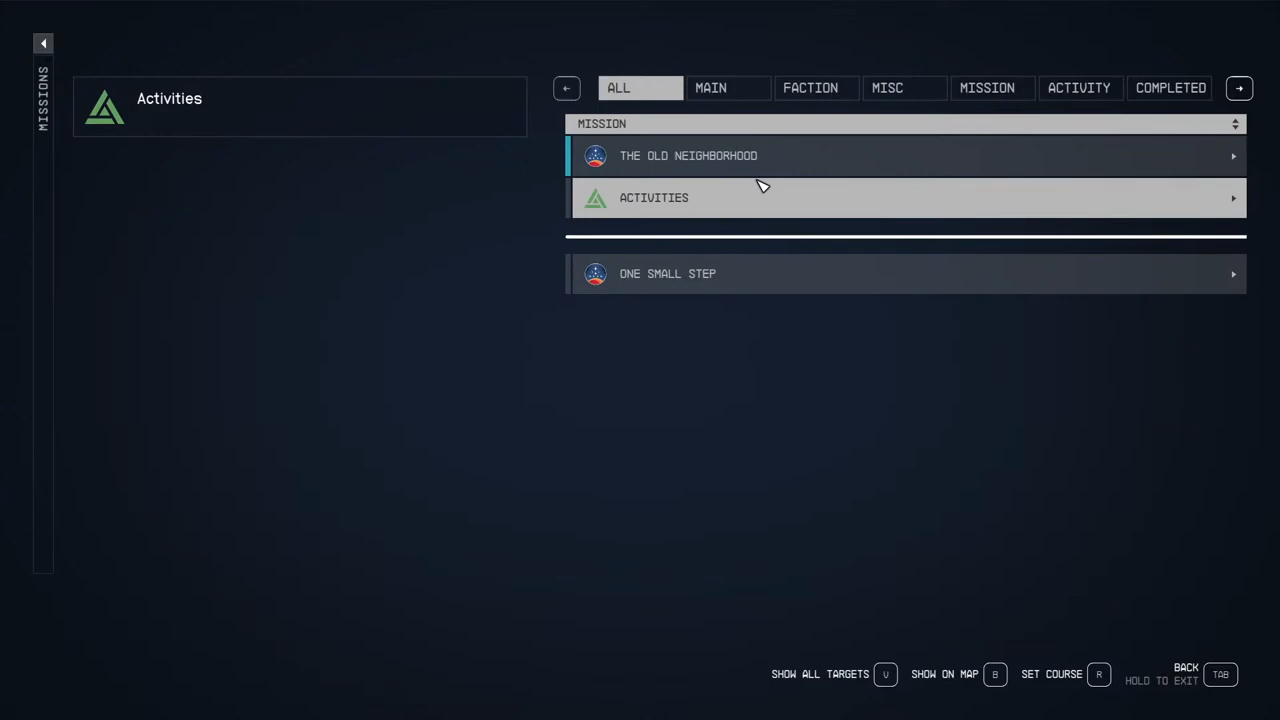 MISSIONS
Activities
ALL MAIN FACTION MISC MISSION ACTIVITY COMPLETED
MISSION
THE OLD NEIGHBORHOOD
ACTIVITIES
ONE SMALL STEP
SHOW ALL TARGETS V SHOW ON MAP B SET COURSE R BACK TAB
HOLD TO EXIT